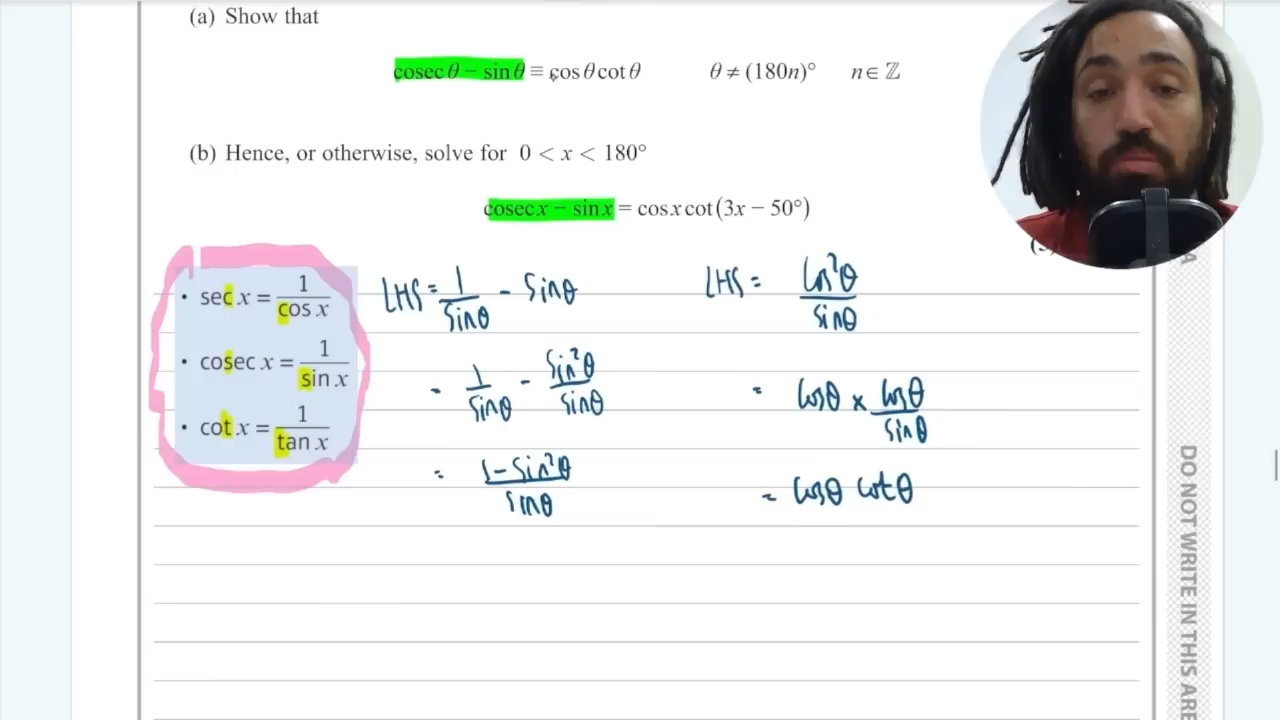 (a) Show that
cosec θ − sin θ ≡ cos θ cot θ θ ≠ (180n)° n ∈ ℤ
(b) Hence, or otherwise, solve for 0 < x < 180°
cosec x − sin x = cos x cot (3x − 50°)
• sec x = 1/cos x
• cosec x = 1/sin x
• cot x = 1/tan x
LHS = 1/sinθ - sinθ
= 1/sinθ - sin²θ/sinθ
= 1-sin²θ/sinθ
LHS = cos²θ/sinθ
= cosθ × cosθ/sinθ
= cosθ cotθ
DO NOT WRITE IN THIS ARE